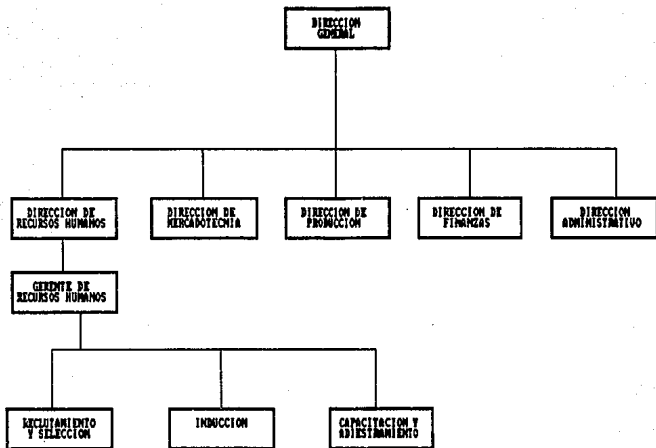 DIRECCION
GENERAL
DIRECCION DE
RECURSOS HUMANOS
DIRECCION DE
MERCADOTECNIA
DIRECCION DE
PRODUCCION
DIRECCION DE
FINANZAS
DIRECCION
ADMINISTRATIVO
GERENTE DE
RECURSOS HUMANOS
RECLUTAMIENTO
Y SELECCION
INDUCCION
CAPACITACION Y
ADIESTRAMIENTO